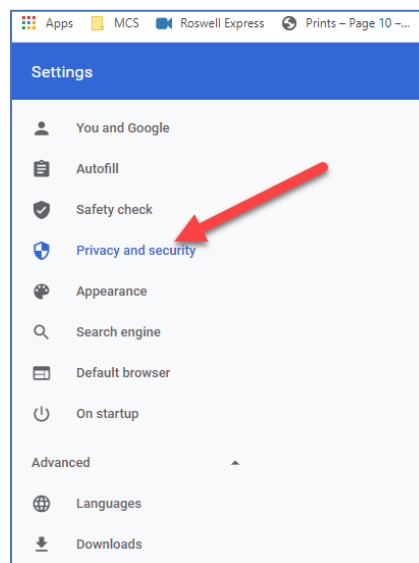 Apps MCS Roswell Express Prints – Page 10 –...
Settings
You and Google
Autofill
Safety check
Privacy and security
Appearance
Search engine
Default browser
On startup
Advanced
Languages
Downloads